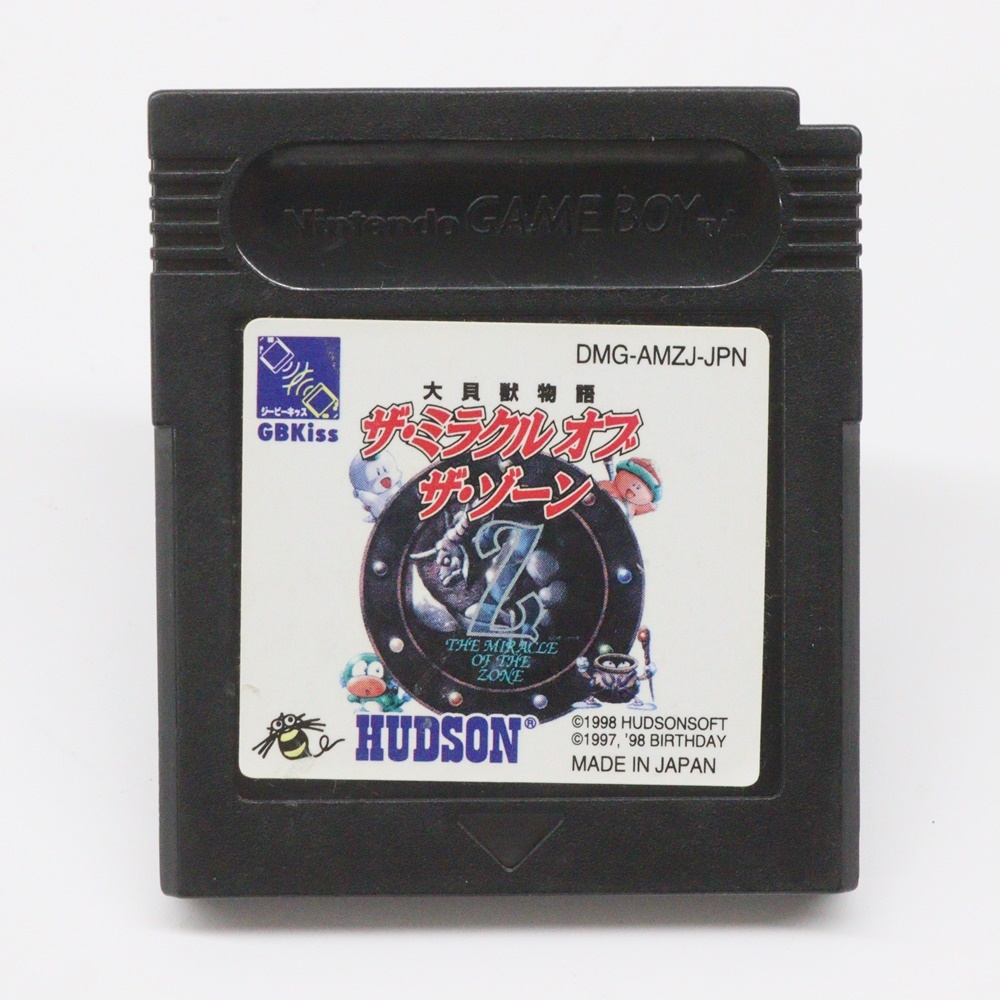 Nintendo GAME BOY TM
DMG-AMZJ-JPN
ジーピーキッス
GBKiss
大貝獣物語
ザ・ミラクル オブ
ザ・ゾーン
Z
THE MIRACLE
OF THE
ZONE
HUDSON®
©1998 HUDSONSOFT
©1997, '98 BIRTHDAY
MADE IN JAPAN